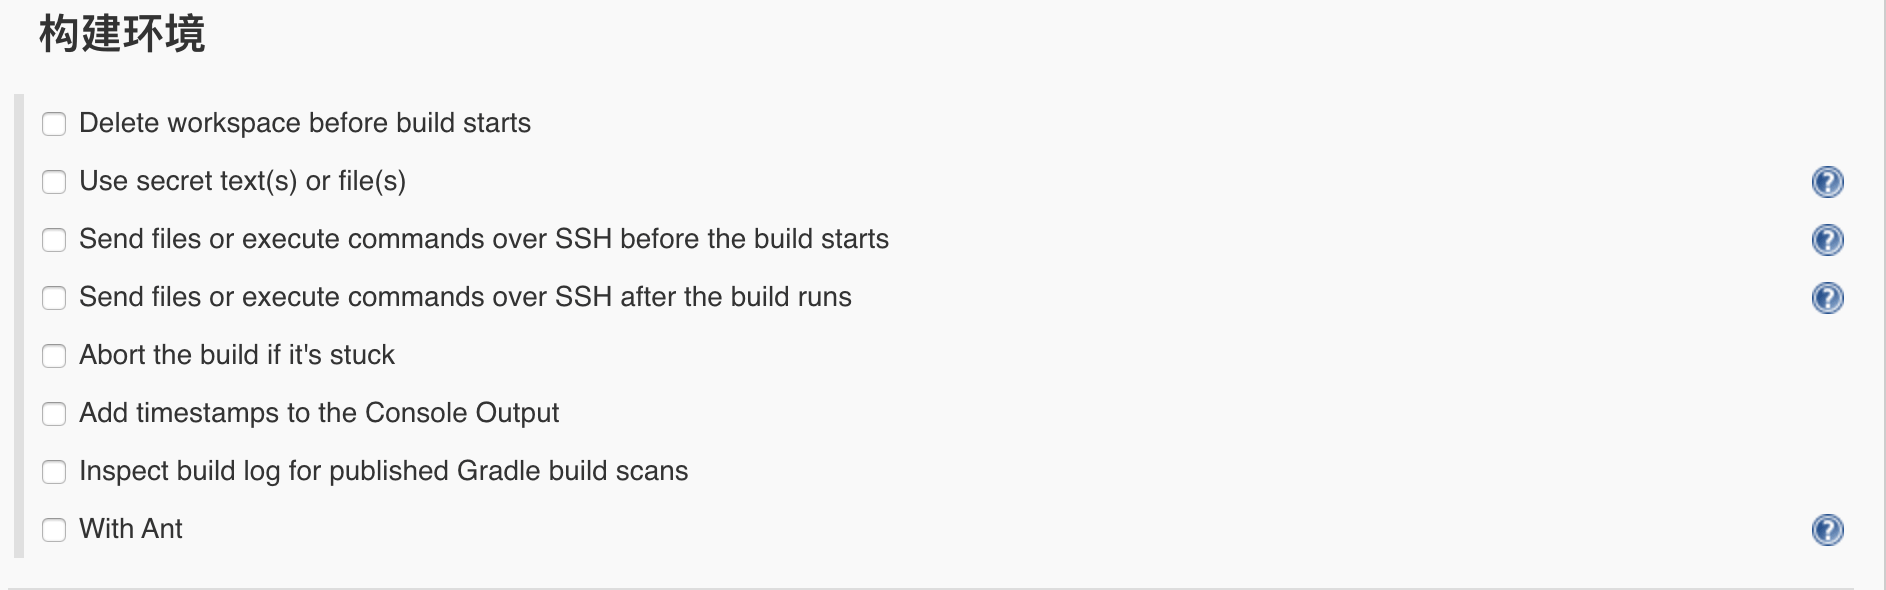 构建环境
Delete workspace before build starts
Use secret text(s) or file(s)
Send files or execute commands over SSH before the build starts
Send files or execute commands over SSH after the build runs
Abort the build if it's stuck
Add timestamps to the Console Output
Inspect build log for published Gradle build scans
With Ant